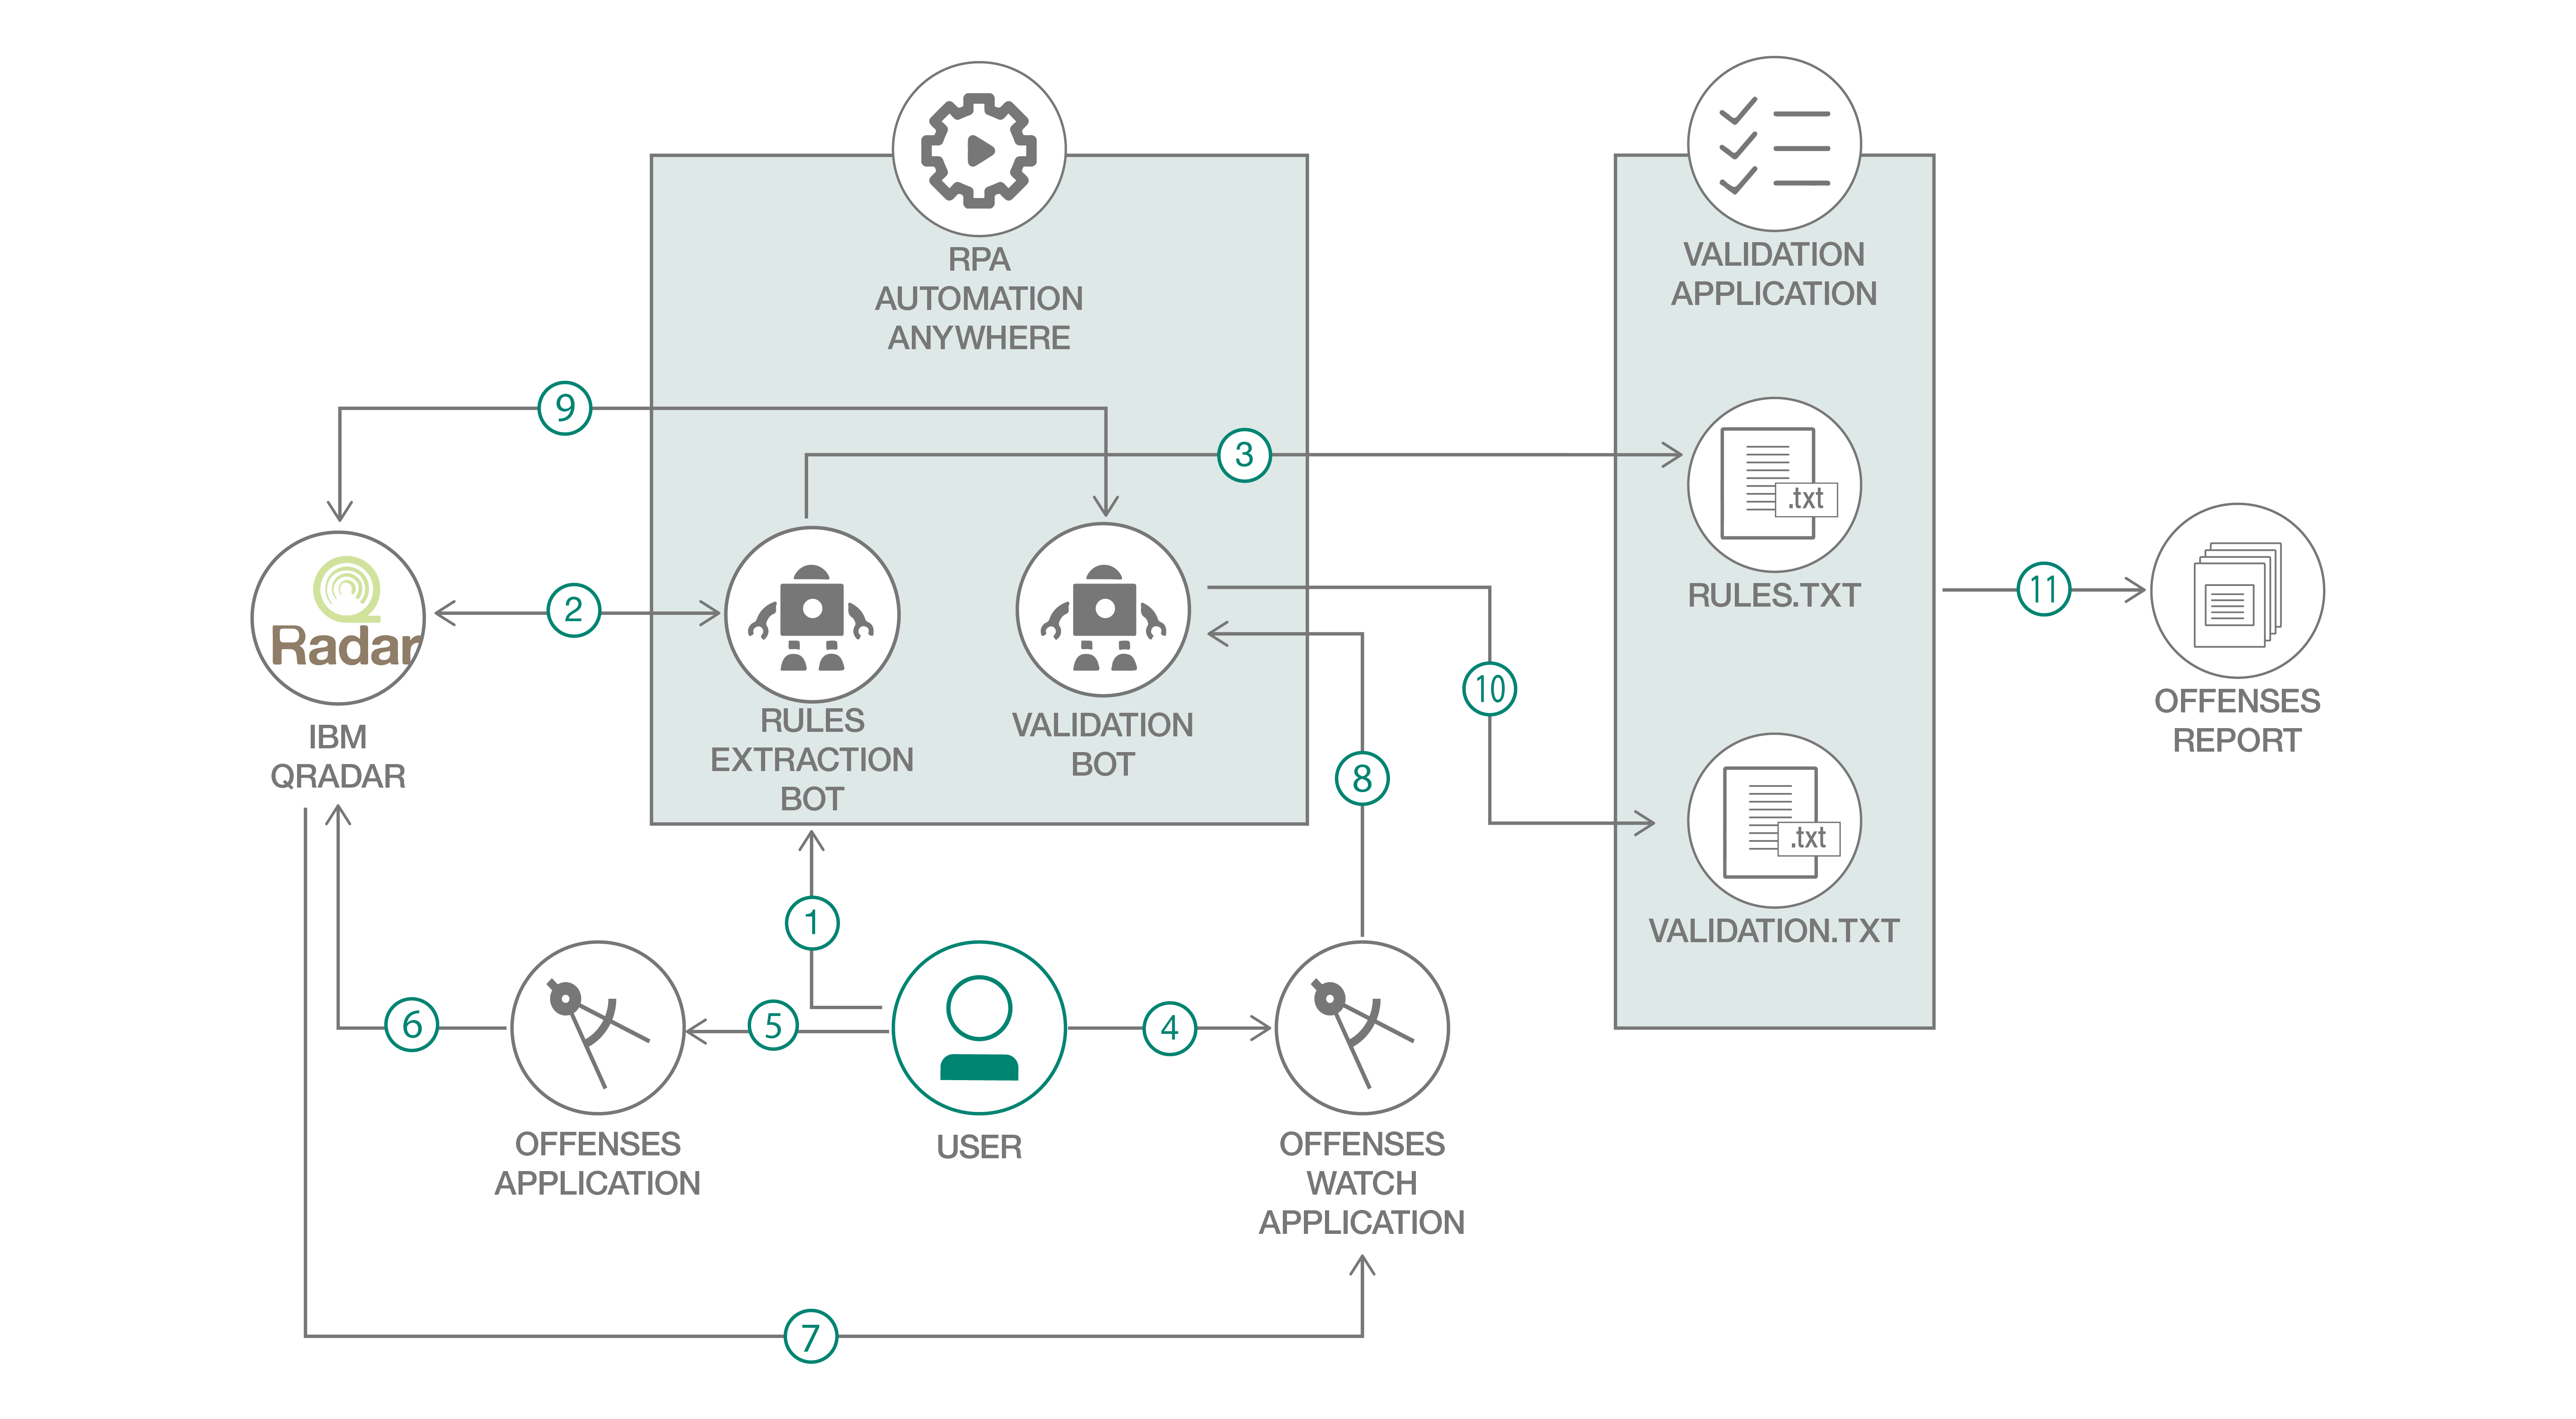 RPA
AUTOMATION
ANYWHERE
VALIDATION
APPLICATION
9
3
.txt
RULES.TXT
Radar
IBM
QRADAR
2
RULES
EXTRACTION
BOT
VALIDATION
BOT
10
8
11
OFFENSES
REPORT
.txt
VALIDATION.TXT
1
6
5
4
OFFENSES
APPLICATION
USER
OFFENSES
WATCH
APPLICATION
7